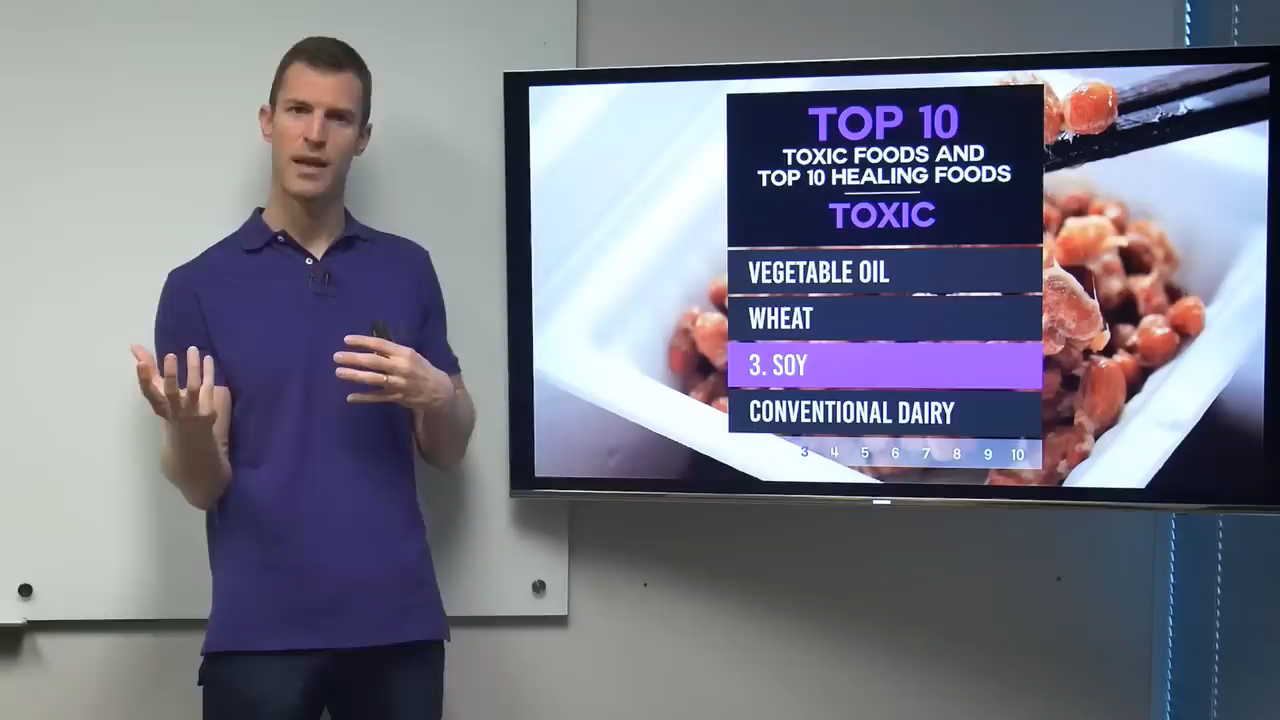 TOP 10
TOXIC FOODS AND
TOP 10 HEALING FOODS
TOXIC
VEGETABLE OIL
WHEAT
3. SOY
CONVENTIONAL DAIRY
3 4 5 6 7 8 9 10